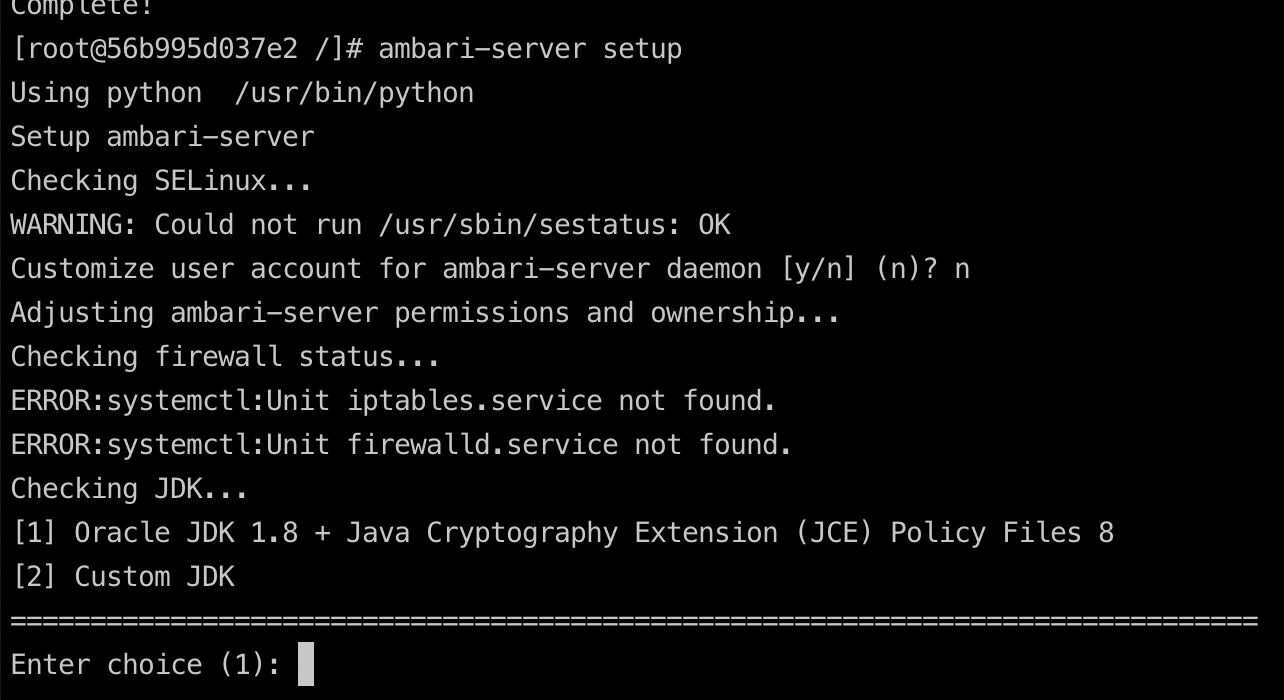 Complete!
[root@56b995d037e2 /]# ambari-server setup
Using python  /usr/bin/python
Setup ambari-server
Checking SELinux...
WARNING: Could not run /usr/sbin/sestatus: OK
Customize user account for ambari-server daemon [y/n] (n)? n
Adjusting ambari-server permissions and ownership...
Checking firewall status...
ERROR:systemctl:Unit iptables.service not found.
ERROR:systemctl:Unit firewalld.service not found.
Checking JDK...
[1] Oracle JDK 1.8 + Java Cryptography Extension (JCE) Policy Files 8
[2] Custom JDK
==============================================================================
Enter choice (1):